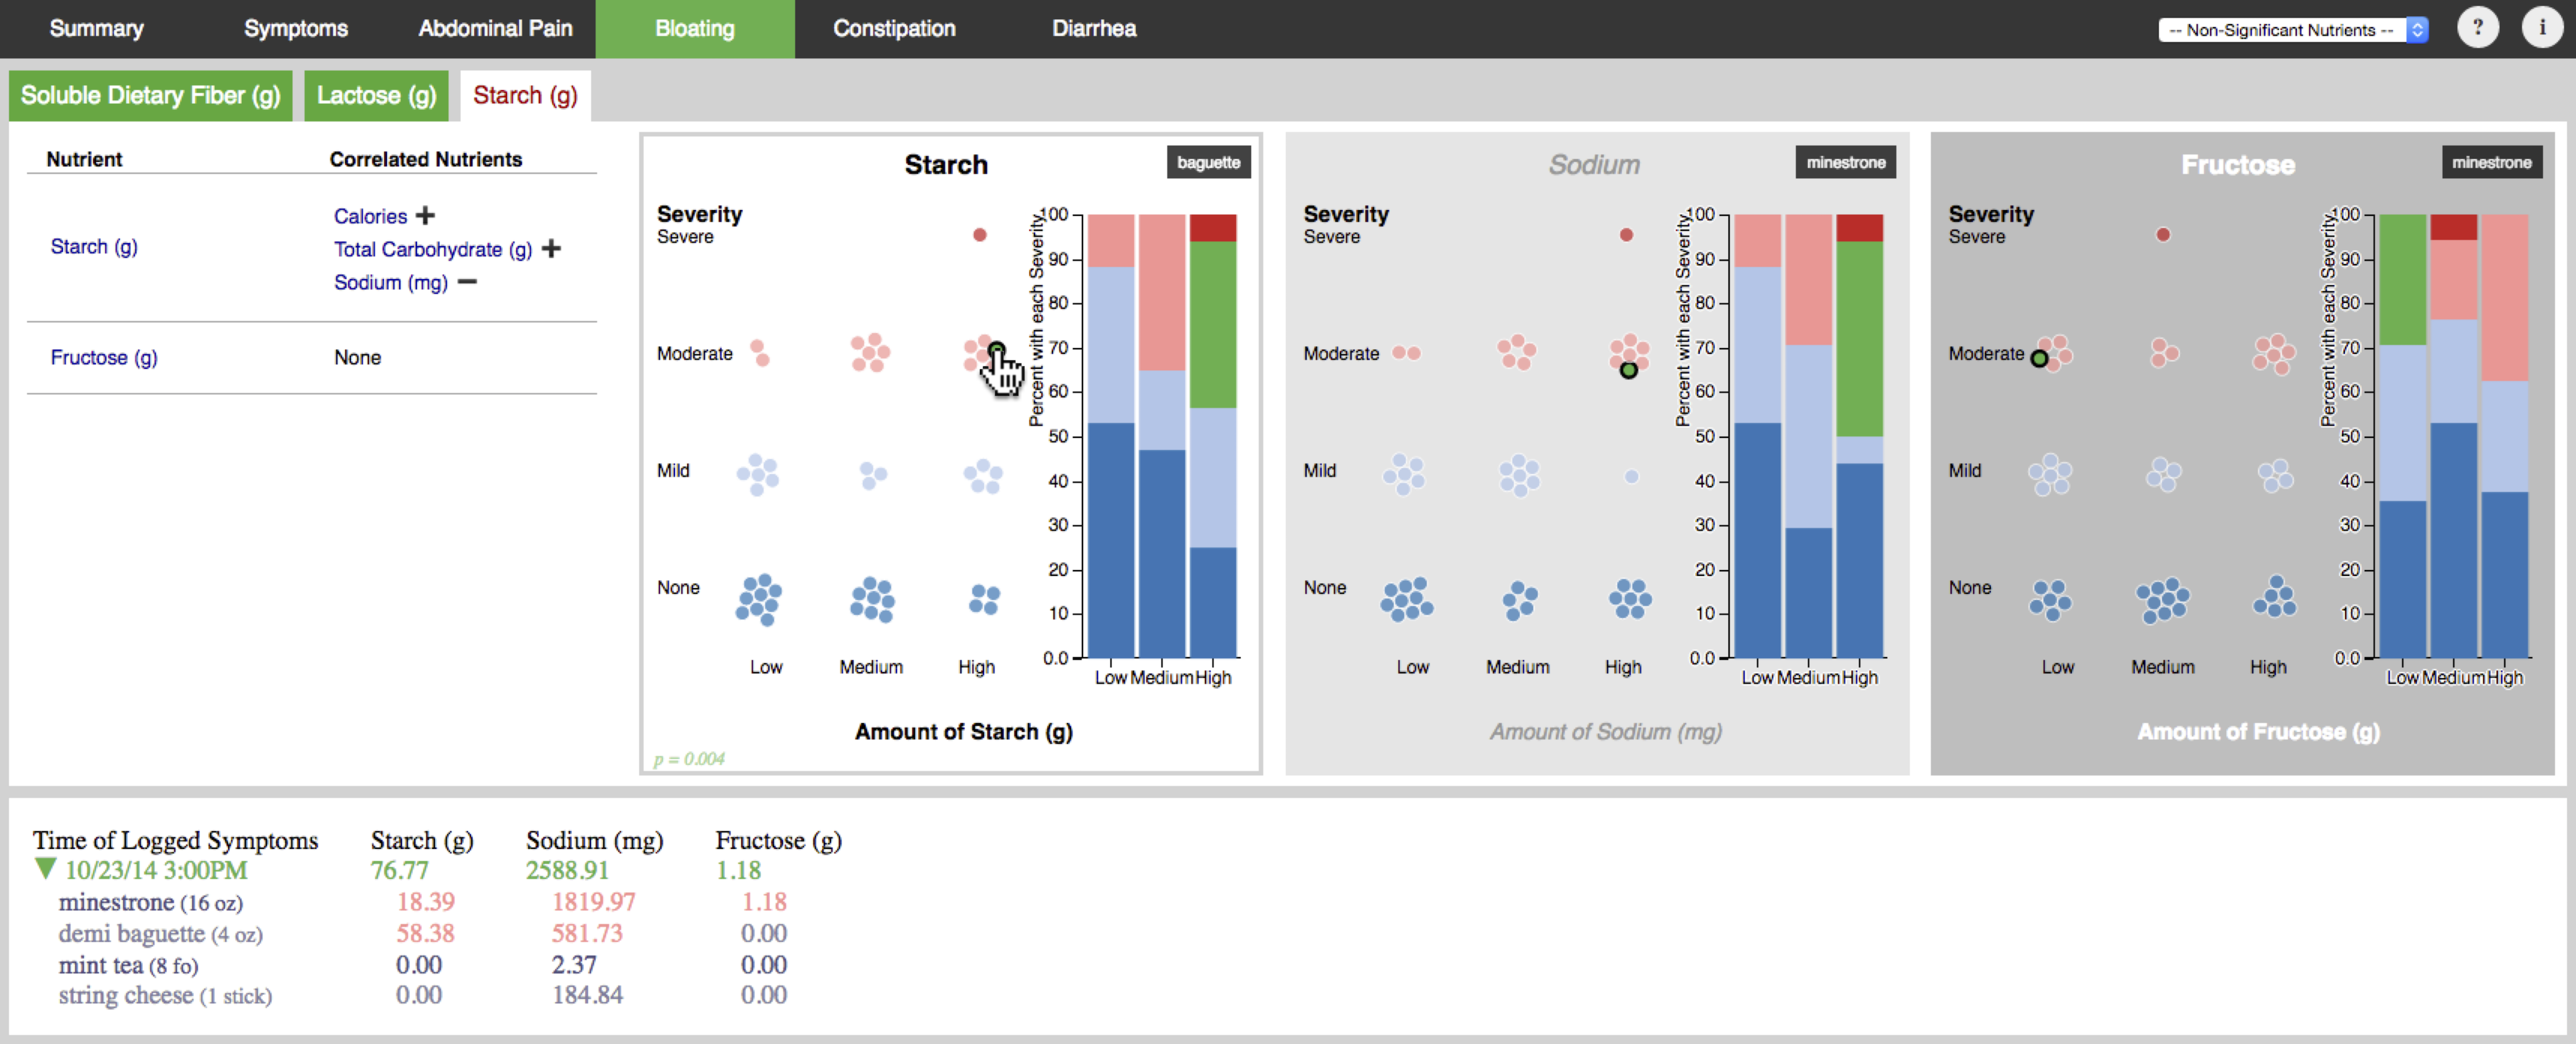 Summary Symptoms Abdominal Pain Bloating Constipation Diarrhea -- Non-Significant Nutrients -- ? i
Soluble Dietary Fiber (g) Lactose (g) Starch (g)
Nutrient Correlated Nutrients
Starch (g)
Calories +
Total Carbohydrate (g) +
Sodium (mg) −
Fructose (g) None
Starch baguette
Severity
Severe
Moderate
Mild
None
Low Medium High
Percent with each Severity
100
90
80
70
60
50
40
30
20
10
0.0
Low Medium High
Amount of Starch (g)
p = 0.004
Sodium minestrone
Severity
Severe
Moderate
Mild
None
Low Medium High
Percent with each Severity
100
90
80
70
60
50
40
30
20
10
0.0
Low Medium High
Amount of Sodium (mg)
Fructose minestrone
Severity
Severe
Moderate
Mild
None
Low Medium High
Percent with each Severity
100
90
80
70
60
50
40
30
20
10
0.0
Low Medium High
Amount of Fructose (g)
Time of Logged Symptoms Starch (g) Sodium (mg) Fructose (g)
▼ 10/23/14 3:00PM 76.77 2588.91 1.18
minestrone (16 oz) 18.39 1819.97 1.18
demi baguette (4 oz) 58.38 581.73 0.00
mint tea (8 fo) 0.00 2.37 0.00
string cheese (1 stick) 0.00 184.84 0.00